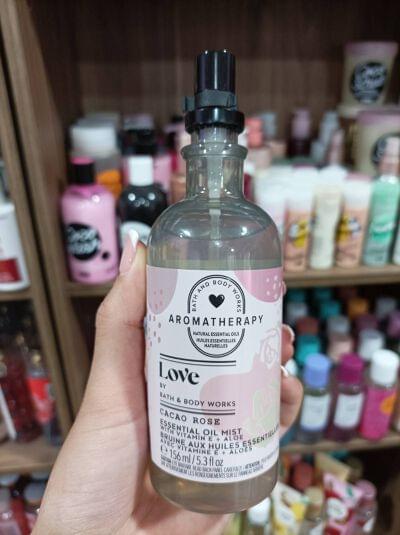 BATH AND BODY WORKS
AROMATHERAPY
NATURAL ESSENTIAL OILS
HUILES ESSENTIELLES
NATURELLES
Love
BY
BATH & BODY WORKS
CACAO ROSE
ESSENTIAL OIL MIST
WITH VITAMIN E + ALOE
BRUME AUX HUILES ESSENTIELLES
AVEC VITAMINE E + ALOÈS
e 156 ml / 5.3 fl oz